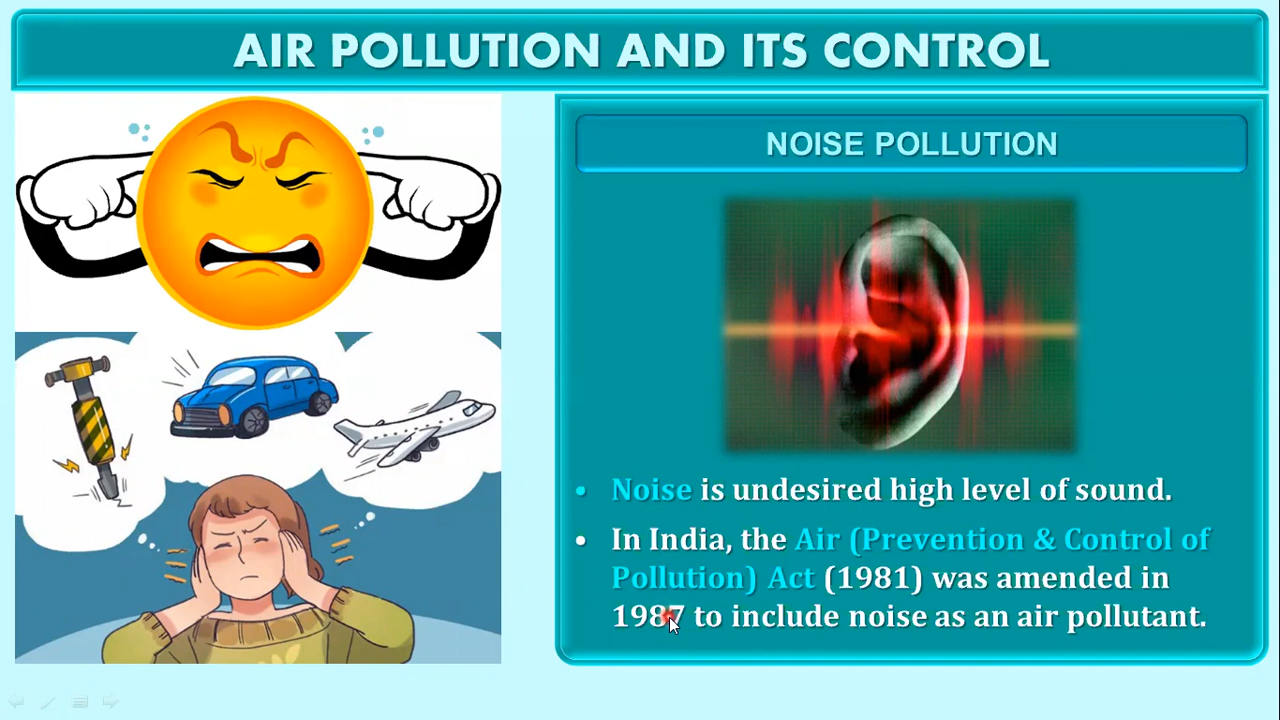 AIR POLLUTION AND ITS CONTROL
NOISE POLLUTION
• Noise is undesired high level of sound.
• In India, the Air (Prevention & Control of
Pollution) Act (1981) was amended in
1987 to include noise as an air pollutant.